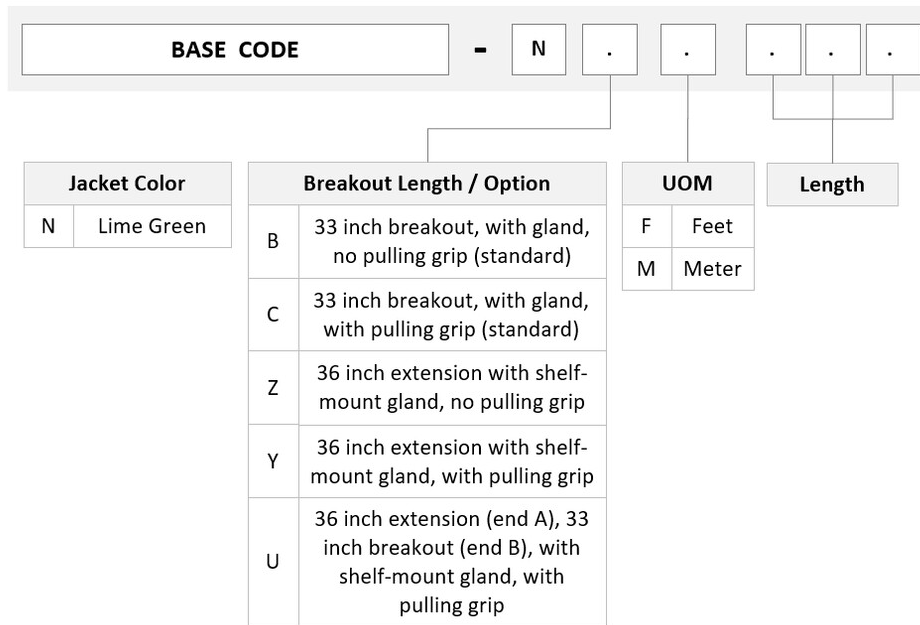 BASE CODE - N . . . . .
Jacket Color
N Lime Green
Breakout Length / Option
B 33 inch breakout, with gland,
no pulling grip (standard)
C 33 inch breakout, with gland,
with pulling grip (standard)
Z 36 inch extension with shelf-
mount gland, no pulling grip
Y 36 inch extension with shelf-
mount gland, with pulling grip
U 36 inch extension (end A), 33
inch breakout (end B), with
shelf-mount gland, with
pulling grip
UOM
F Feet
M Meter
Length